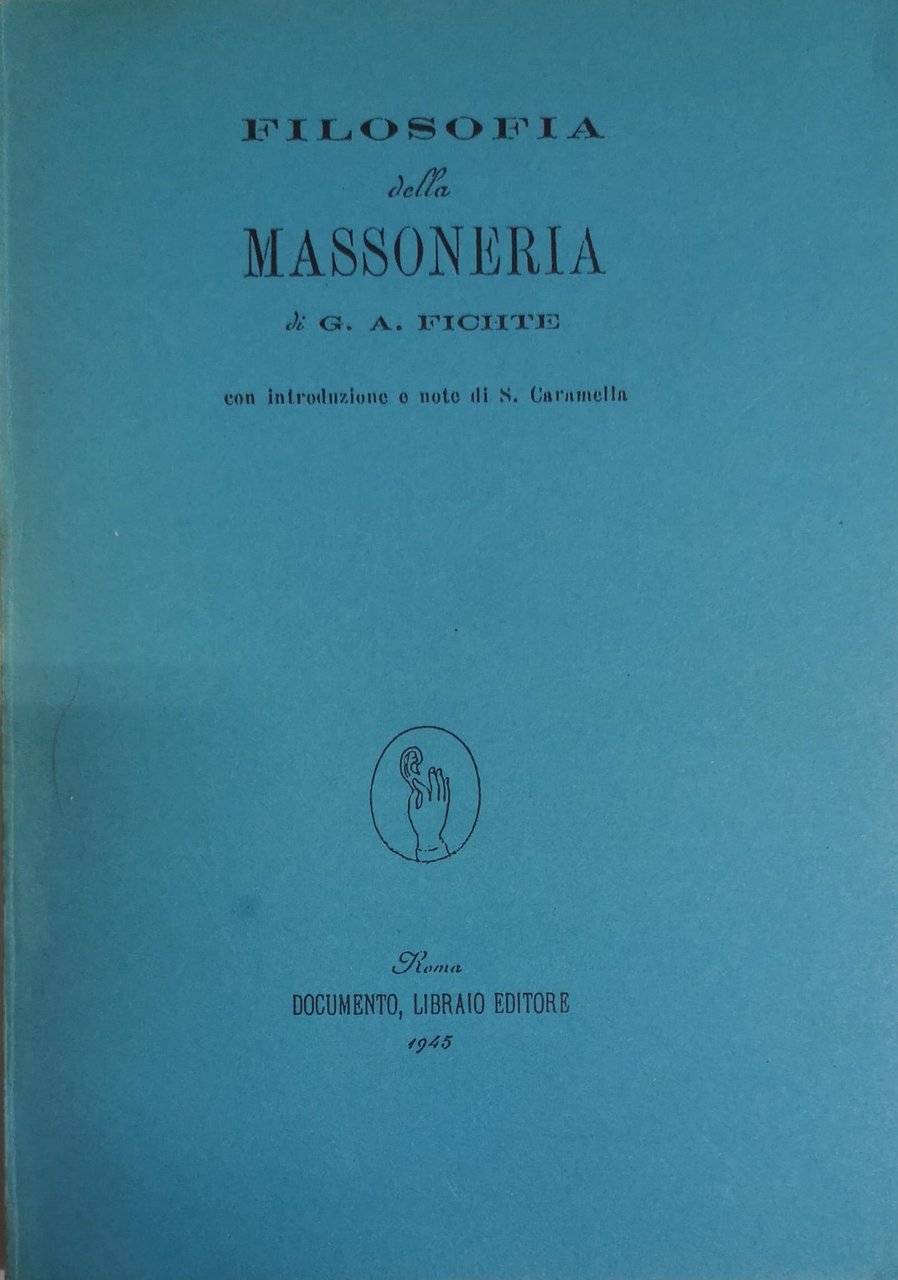 FILOSOFIA
della
MASSONERIA
di G. A. FICHTE
con introduzione e note di S. Caramella
Roma
DOCUMENTO, LIBRAIO EDITORE
1945